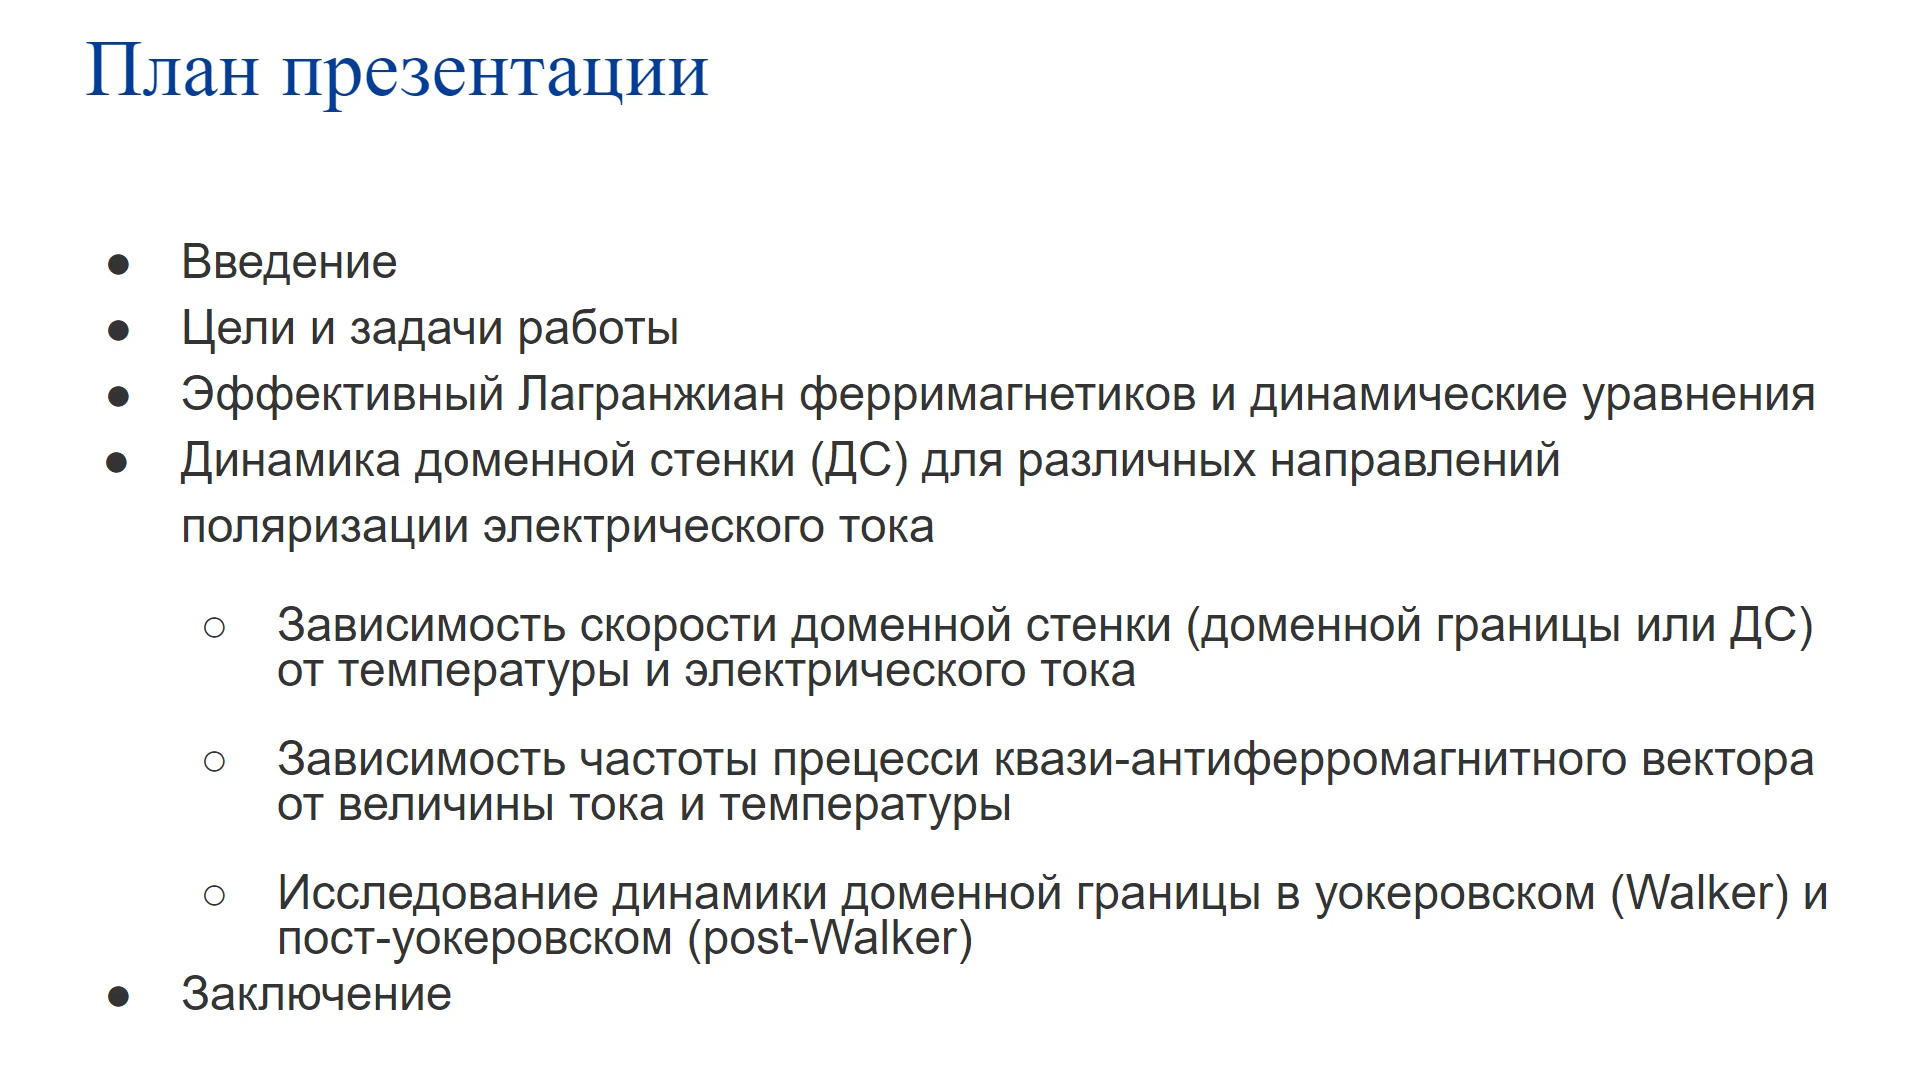 План презентации
● Введение
● Цели и задачи работы
● Эффективный Лагранжиан ферримагнетиков и динамические уравнения
● Динамика доменной стенки (ДС) для различных направлений
поляризации электрического тока
○ Зависимость скорости доменной стенки (доменной границы или ДС)
от температуры и электрического тока
○ Зависимость частоты прецесси квази-антиферромагнитного вектора
от величины тока и температуры
○ Исследование динамики доменной границы в уокеровском (Walker) и
пост-уокеровском (post-Walker)
● Заключение